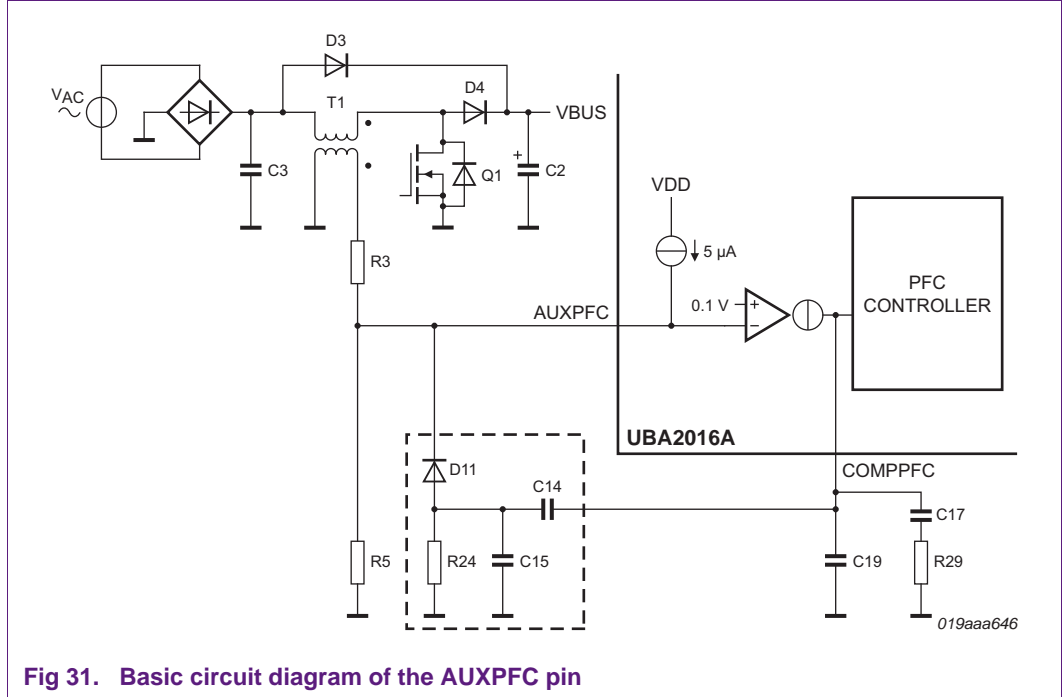 D3
VAC
T1
D4
VBUS
C3
Q1
+
C2
VDD
5 µA
R3
PFC
CONTROLLER
AUXPFC
0.1 V
+
−
UBA2016A
COMPPFC
D11
C14
C17
R5
R24
C15
C19
R29
019aaa646
Fig 31. Basic circuit diagram of the AUXPFC pin